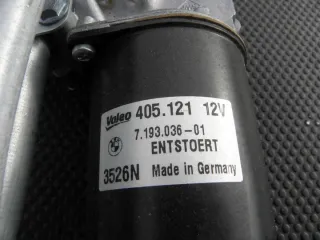 Valeo 405.121 12V
7.193.036-01
ENTSTOERT
3526N Made in Germany